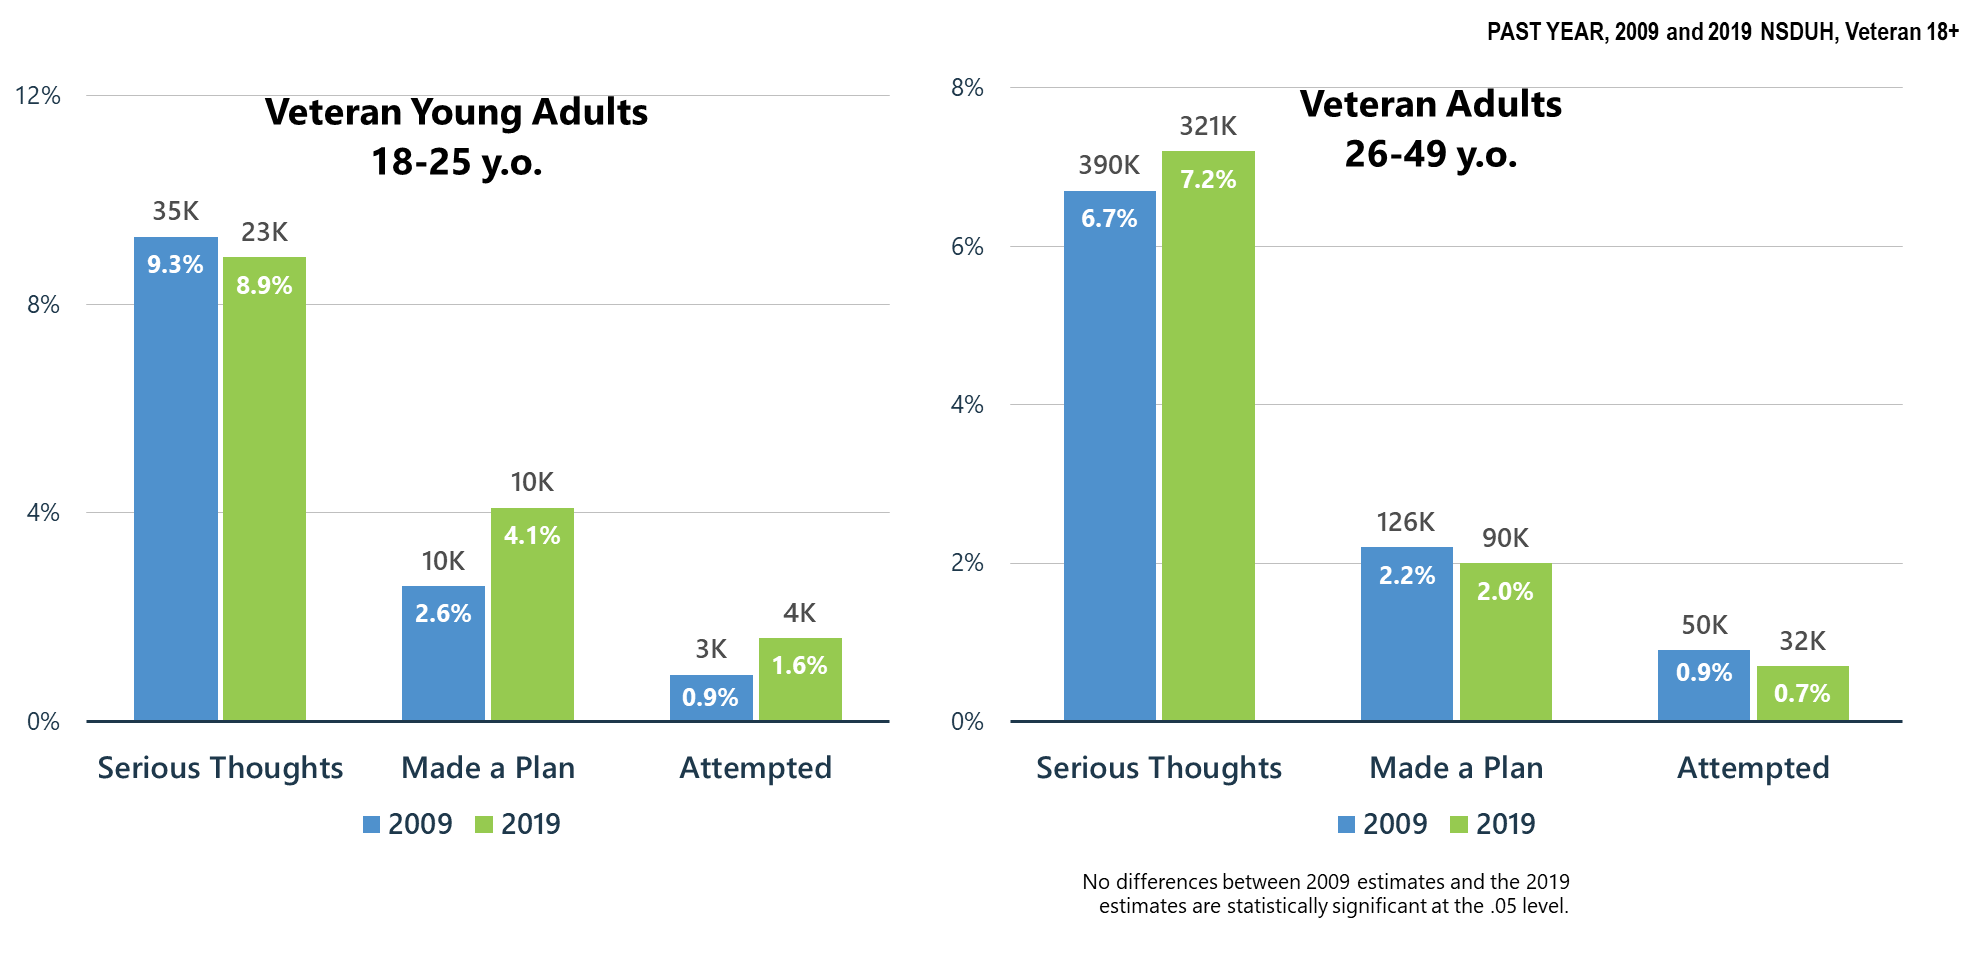 PAST YEAR, 2009 and 2019 NSDUH, Veteran 18+
Veteran Young Adults
18-25 y.o.
12%
8%
4%
0%
35K
9.3%
23K
8.9%
10K
2.6%
10K
4.1%
3K
0.9%
4K
1.6%
Serious Thoughts
Made a Plan
Attempted
2009
2019
Veteran Adults
26-49 y.o.
8%
6%
4%
2%
0%
390K
6.7%
321K
7.2%
126K
2.2%
90K
2.0%
50K
0.9%
32K
0.7%
Serious Thoughts
Made a Plan
Attempted
2009
2019
No differences between 2009 estimates and the 2019
estimates are statistically significant at the .05 level.